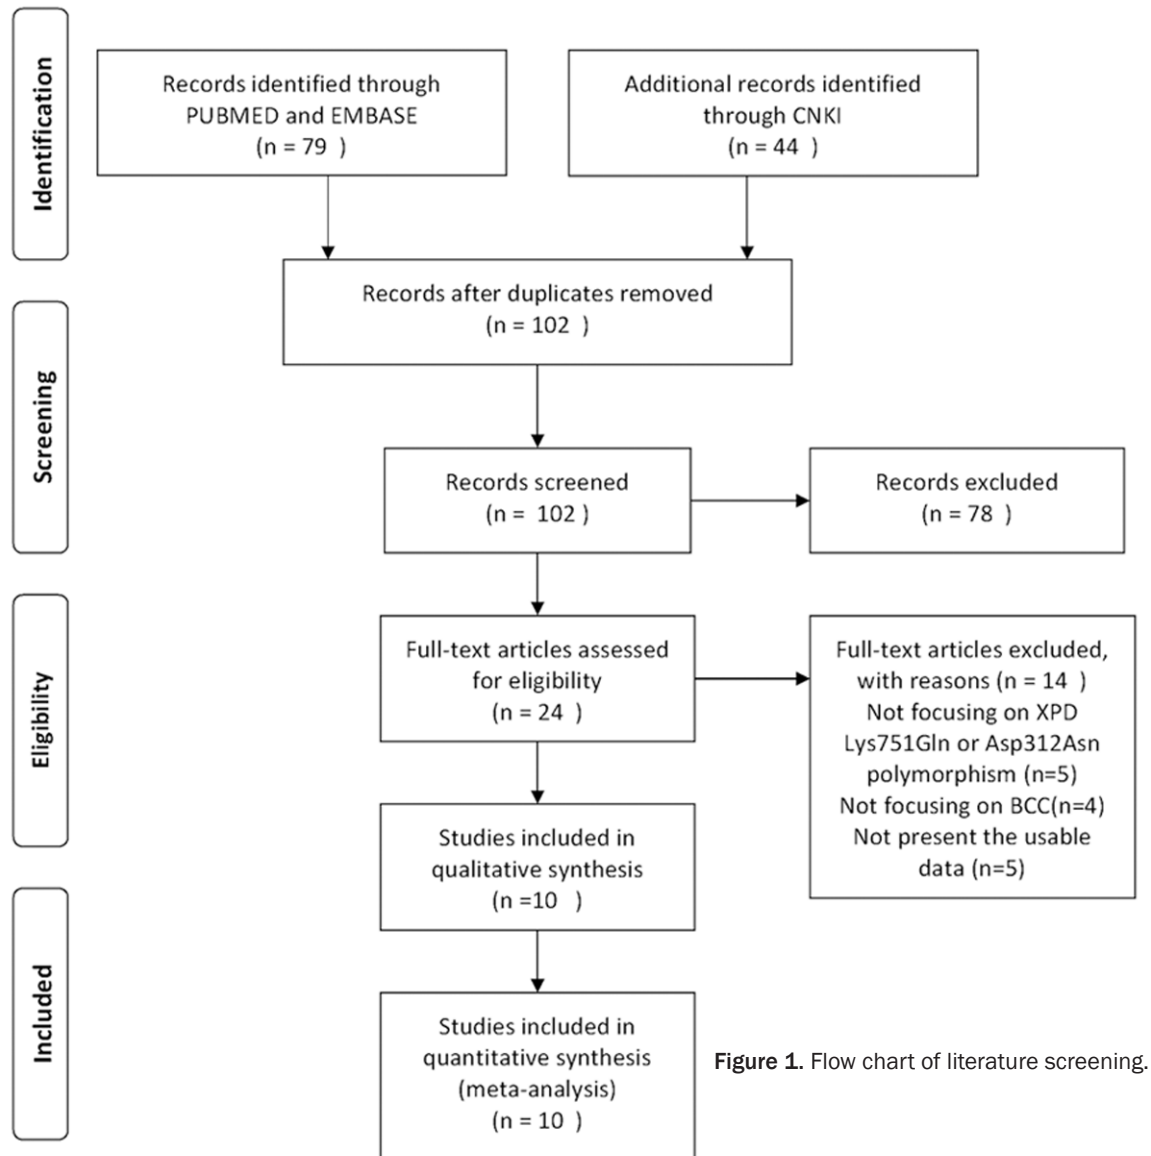 Identification
Records identified through
PUBMED and EMBASE
(n = 79 )
Additional records identified
through CNKI
(n = 44 )
Records after duplicates removed
(n = 102 )
Screening
Records screened
(n = 102 )
Records excluded
(n = 78 )
Eligibility
Full-text articles assessed
for eligibility
(n = 24 )
Full-text articles excluded,
with reasons (n = 14 )
Not focusing on XPD
Lys751Gln or Asp312Asn
polymorphism (n=5)
Not focusing on BCC(n=4)
Not present the usable
data (n=5)
Studies included in
qualitative synthesis
(n =10 )
Included
Studies included in
quantitative synthesis
(meta-analysis)
(n = 10 )
Figure 1. Flow chart of literature screening.